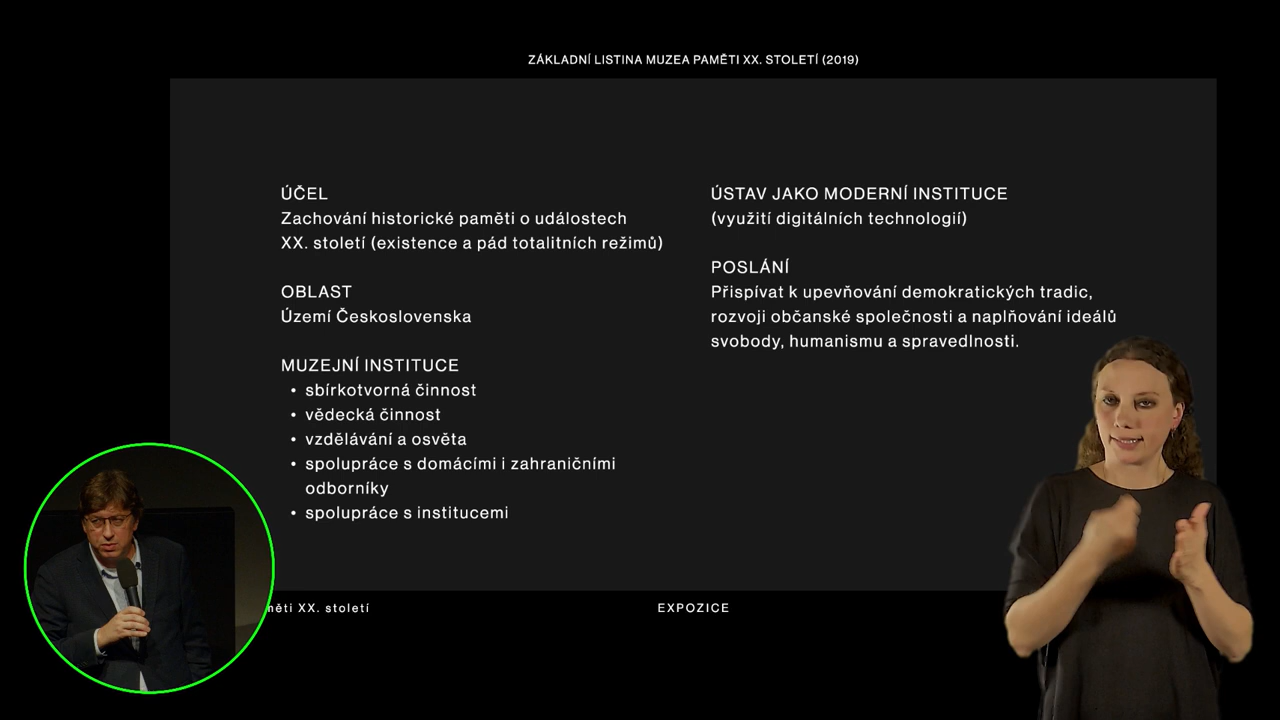 ZÁKLADNÍ LISTINA MUZEA PAMĚTI XX. STOLETÍ (2019)
ÚČEL
Zachování historické paměti o událostech
XX. století (existence a pád totalitních režimů)
OBLAST
Území Československa
MUZEJNÍ INSTITUCE
• sbírkotvorná činnost
• vědecká činnost
• vzdělávání a osvěta
• spolupráce s domácími i zahraničními
odborníky
• spolupráce s institucemi
ÚSTAV JAKO MODERNÍ INSTITUCE
(využití digitálních technologií)
POSLÁNÍ
Přispívat k upevňování demokratických tradic,
rozvoji občanské společnosti a naplňování ideálů
svobody, humanismu a spravedlnosti.
XX. století
EXPOZICE